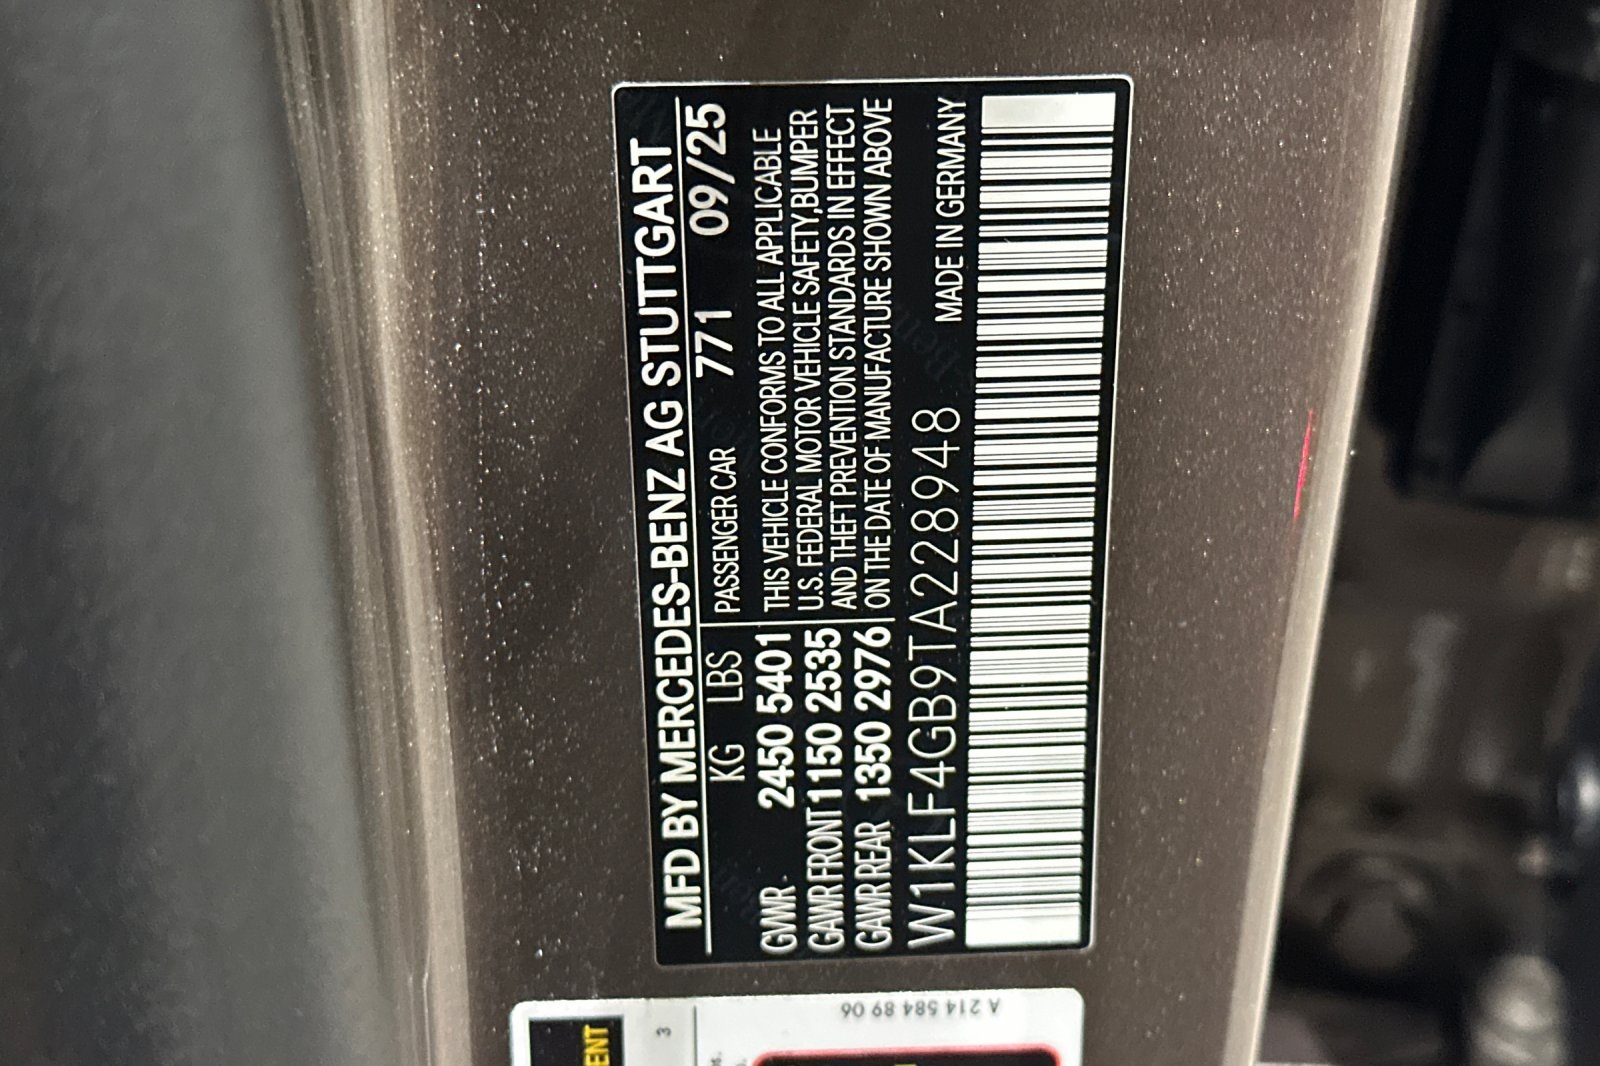 MFD BY MERCEDES-BENZ AG STUTTGART
KG LBS PASSENGER CAR 771 09/25
GVWR 2450 5401
GAWR FRONT 1150 2535
GAWR REAR 1350 2976
THIS VEHICLE CONFORMS TO ALL APPLICABLE
U.S. FEDERAL MOTOR VEHICLE SAFETY,BUMPER
AND THEFT PREVENTION STANDARDS IN EFFECT
ON THE DATE OF MANUFACTURE SHOWN ABOVE
W1KLF4GB9TA228948 MADE IN GERMANY
A 214 584 89 06
3